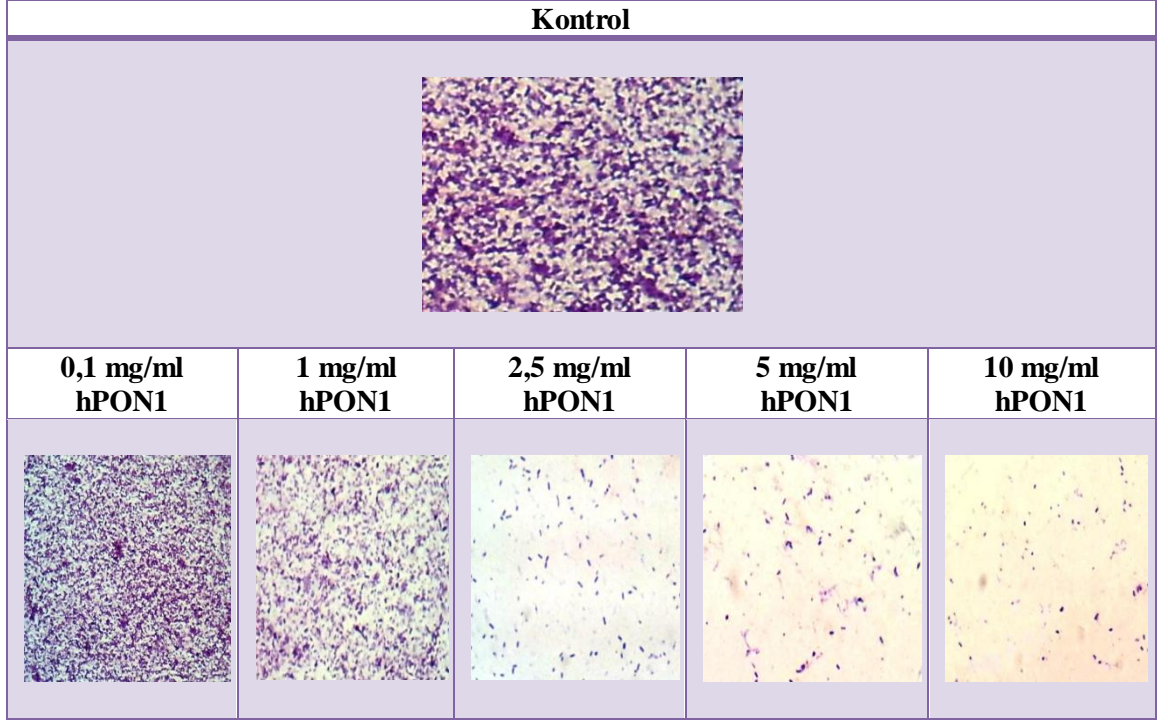 Kontrol
0,1 mg/ml
hPON1
1 mg/ml
hPON1
2,5 mg/ml
hPON1
5 mg/ml
hPON1
10 mg/ml
hPON1